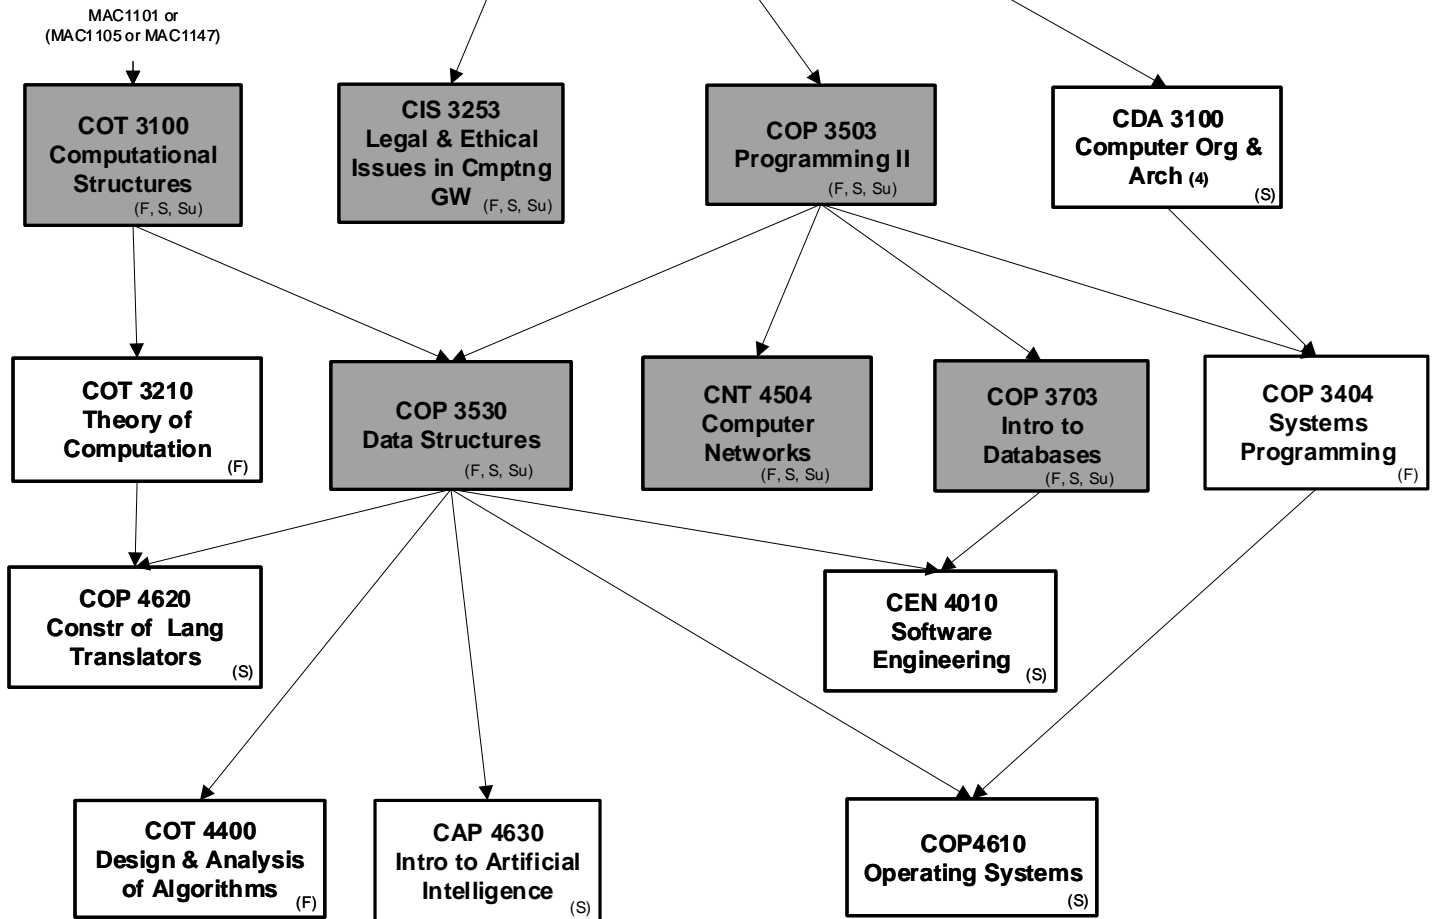 MAC1101 or
(MAC1105 or MAC1147)
COT 3100
Computational
Structures
(F, S, Su)
CIS 3253
Legal & Ethical
Issues in Cmptng
GW (F, S, Su)
COP 3503
Programming II
(F, S, Su)
CDA 3100
Computer Org &
Arch (4)
(S)
COT 3210
Theory of
Computation
(F)
COP 3530
Data Structures
(F, S, Su)
CNT 4504
Computer
Networks
(F, S, Su)
COP 3703
Intro to
Databases
(F, S, Su)
COP 3404
Systems
Programming
(F)
COP 4620
Constr of Lang
Translators
(S)
CEN 4010
Software
Engineering
(S)
COT 4400
Design & Analysis
of Algorithms
(F)
CAP 4630
Intro to Artificial
Intelligence
(S)
COP4610
Operating Systems
(S)